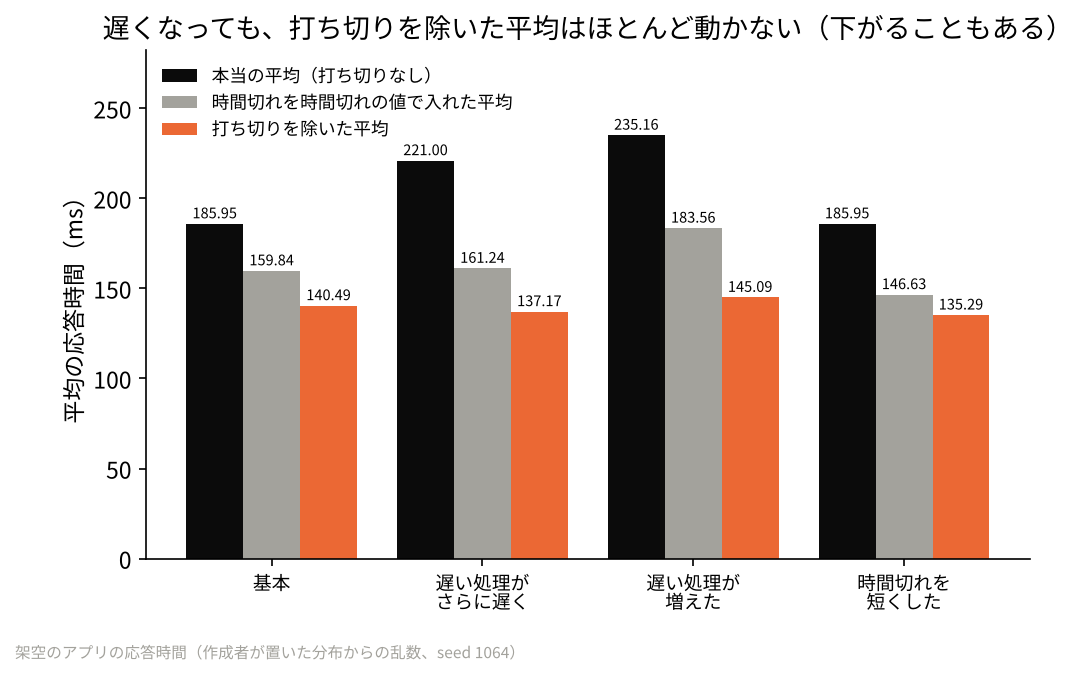 遅くなっても、打ち切りを除いた平均はほとんど動かない（下がることもある）
本当の平均（打ち切りなし）
時間切れを時間切れの値で入れた平均
打ち切りを除いた平均
平均の応答時間（ms）
250
200
150
100
50
0
185.95
159.84
140.49
221.00
161.24
137.17
235.16
183.56
145.09
185.95
146.63
135.29
基本
遅い処理が
さらに遅く
遅い処理が
増えた
時間切れを
短くした
架空のアプリの応答時間（作成者が置いた分布からの乱数、seed 1064）